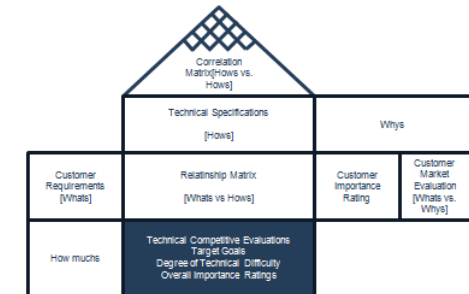 Correlation
Matrix[Hows vs.
Hows]
Technical Specifications
[Hows]
Whys
Customer
Requirements
[Whats]
Relatinship Matrix
[Whats vs Hows]
Customer
Importance
Rating
Customer
Market
Evaluation
[Whats vs.
Whys]
How muchs
Technical Competitive Evaluations
Target Goals
Degree of Technical Difficulty
Overall Importance Ratings